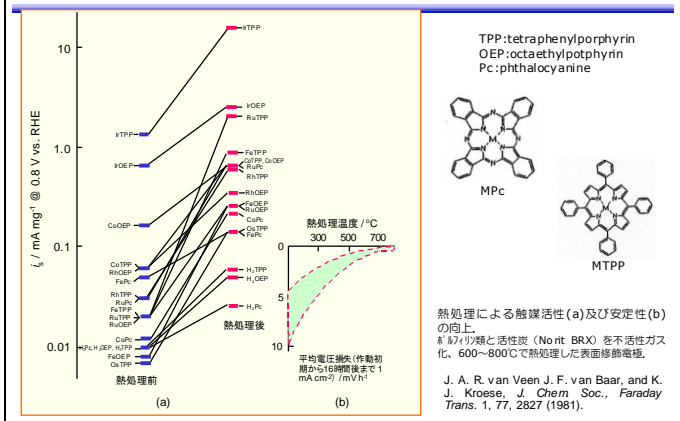 10
1.0
0.1
0.01
is / mA mg-1 @ 0.8 V vs. RHE
IrTPP
IrOEP
CoOEP
CoTPP
RhOEP
FePc
RhTPP
RuPc
FeTPP
RuTPP
RuOEP
CoPc
H2Pc, H2OEP, H2TPP
FeOEP
OsTPP
熱処理前
IrTPP
IrOEP
RuTPP
FeTPP
CoTPP, CoOEP
RuPc
RhTPP
RhOEP
FeOEP
RuOEP
CoPc
OsTPP
FePc
H2TPP
H2OEP
H2Pc
熱処理後
(a)
熱処理温度 / °C
300 500 700
0
5
10
平均電圧損失(作動初
期から16時間後まで 1
mA cm-2) / mV h-1
(b)
TPP:tetraphenylporphyrin
OEP:octaethylpotphyrin
Pc:phthalocyanine
N N N
N M N
N N N
MPc
N N
M
N N
MTPP
熱処理による触媒活性(a)及び安定性(b)
の向上.
ポルフィリン類と活性炭 (Norit BRX) を不活性ガス
化、600～800℃で熱処理した表面修飾電極.
J. A. R. van Veen J. F. van Baar, and K.
J. Kroese, J. Chem. Soc., Faraday
Trans. 1, 77, 2827 (1981).